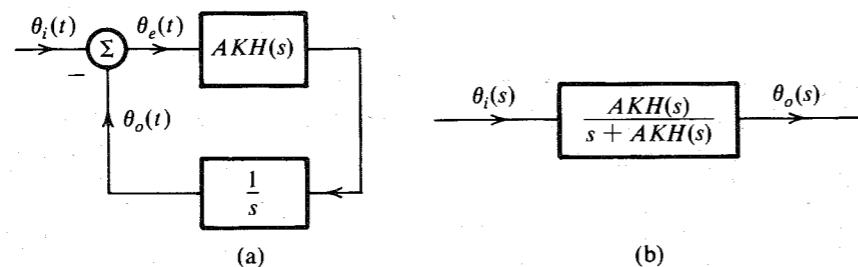 θᵢ(t)
Σ
θₑ(t)
AKH(s)
−
θₒ(t)
1/s
(a)
θᵢ(s)
AKH(s)/(s + AKH(s))
θₒ(s)
(b)